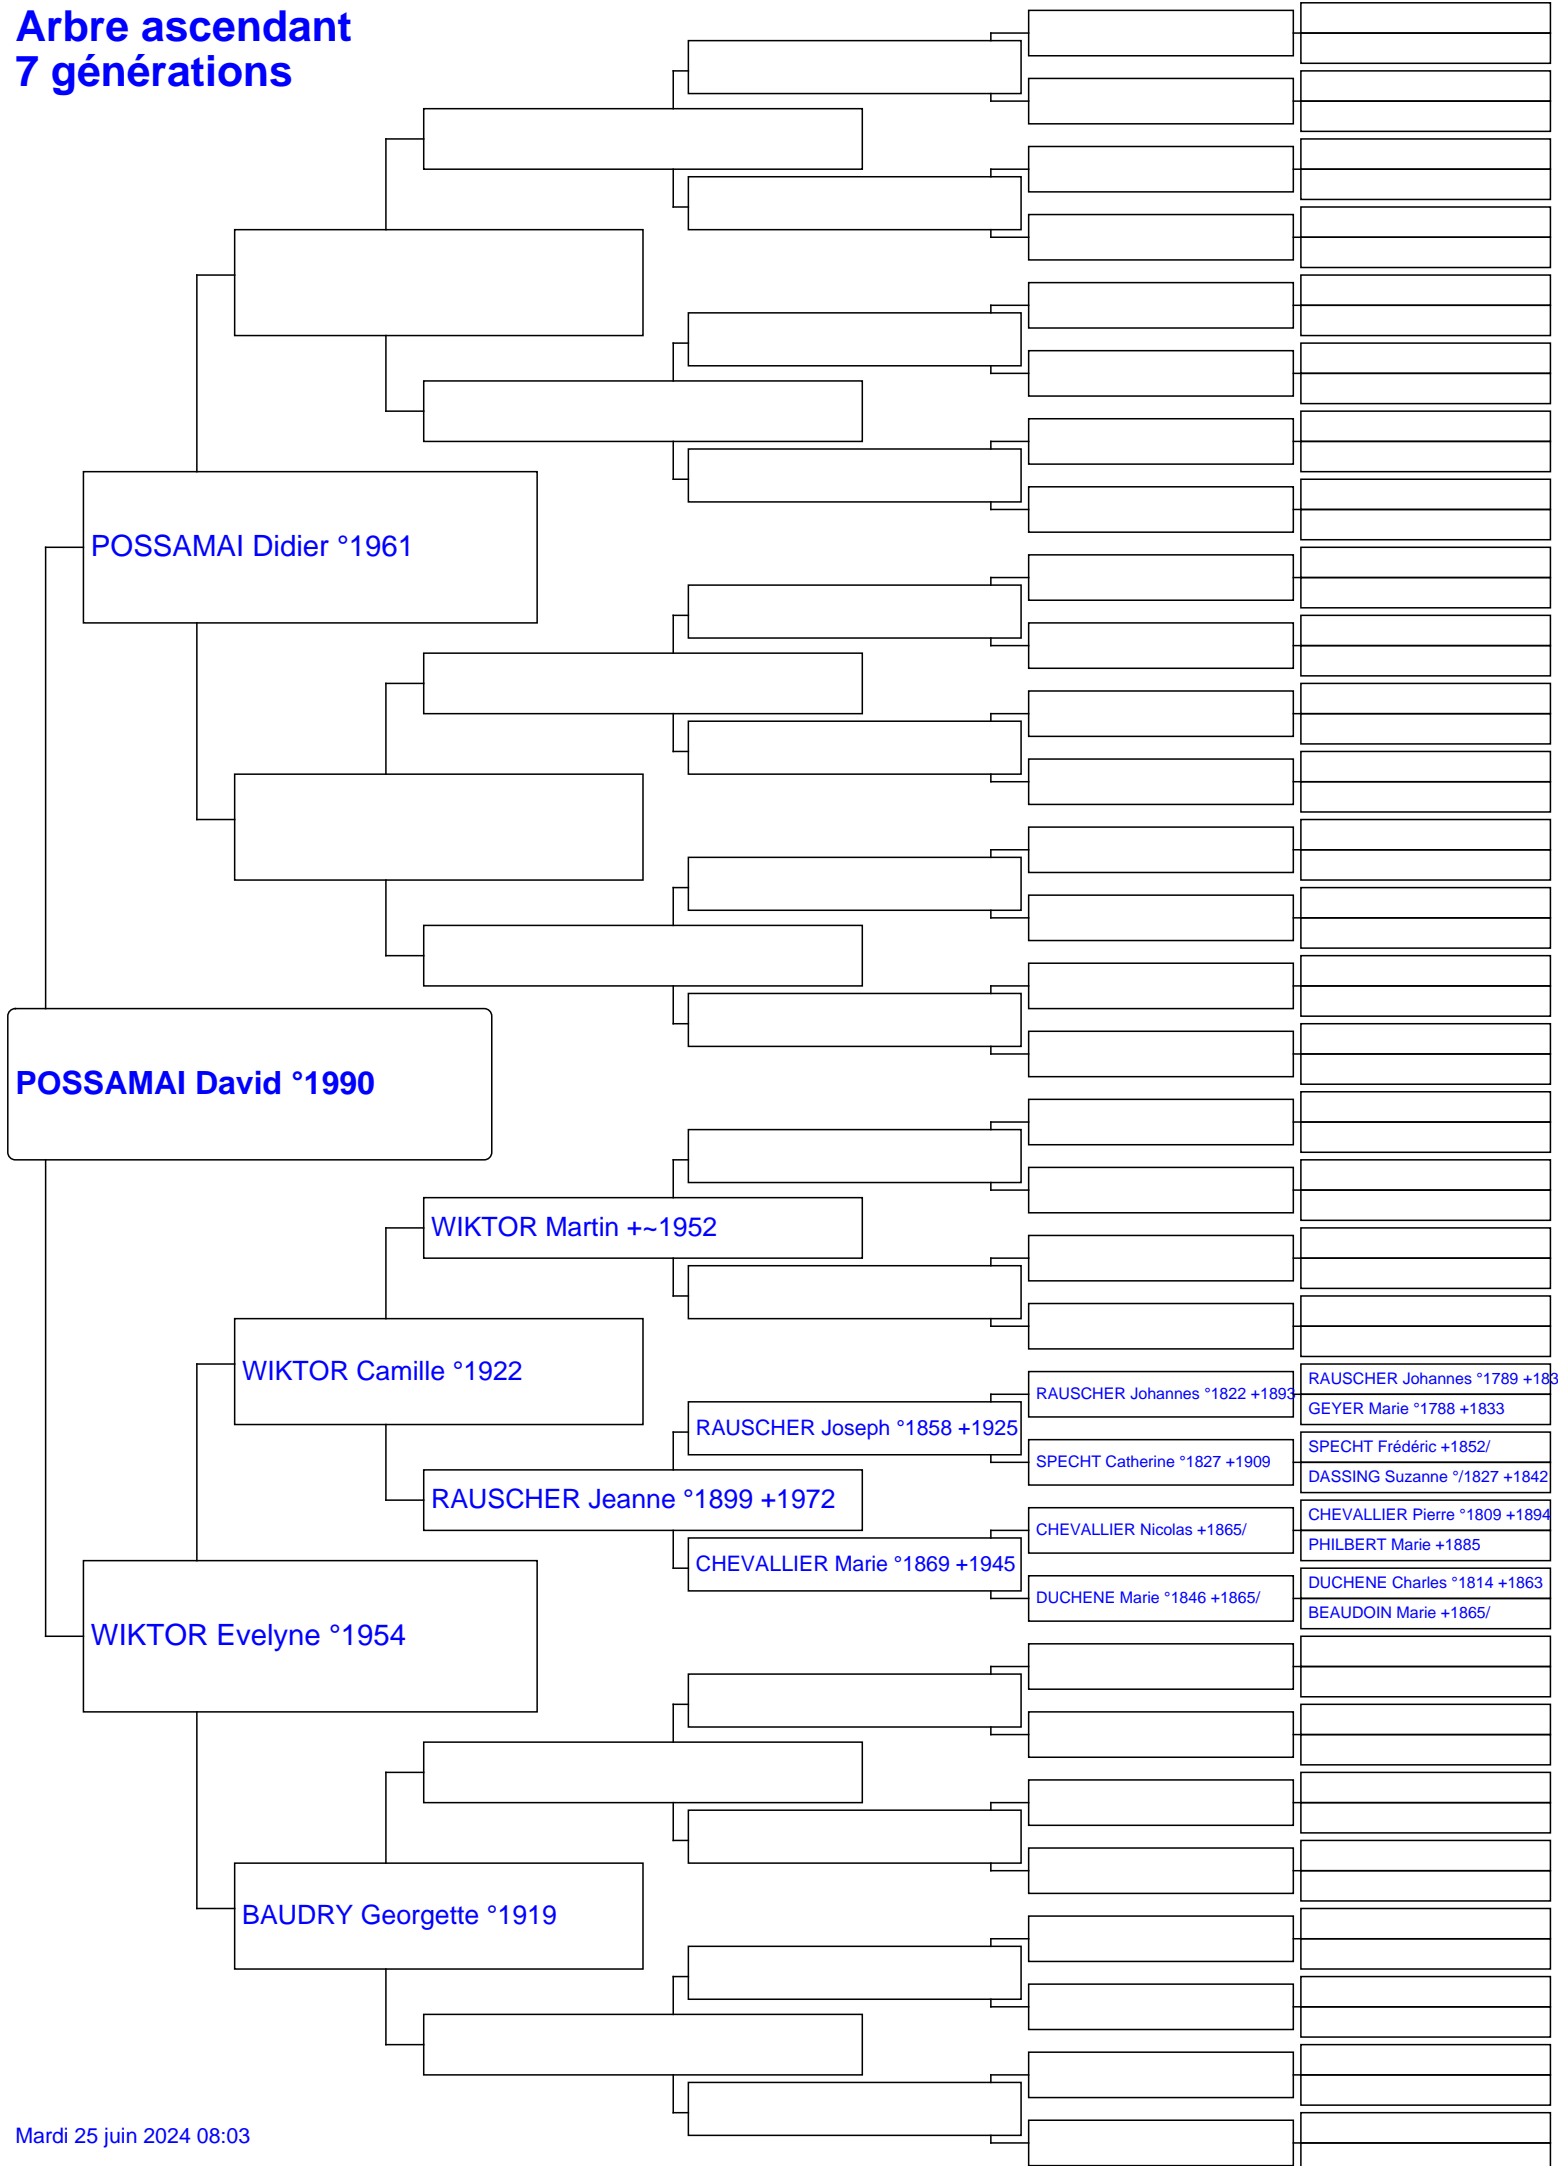 Arbre ascendant
7 générations
POSSAMAI Didier °1961
POSSAMAI David °1990
WIKTOR Martin +~1952
WIKTOR Camille °1922
RAUSCHER Johannes °1789 +183
RAUSCHER Johannes °1822 +1893
GEYER Marie °1788 +1833
RAUSCHER Joseph °1858 +1925
SPECHT Frédéric +1852/
SPECHT Catherine °1827 +1909
DASSING Suzanne °/1827 +1842
RAUSCHER Jeanne °1899 +1972
CHEVALLIER Pierre °1809 +1894
CHEVALLIER Nicolas +1865/
PHILBERT Marie +1885
CHEVALLIER Marie °1869 +1945
DUCHENE Charles °1814 +1863
DUCHENE Marie °1846 +1865/
BEAUDOIN Marie +1865/
WIKTOR Evelyne °1954
BAUDRY Georgette °1919
Mardi 25 juin 2024 08:03